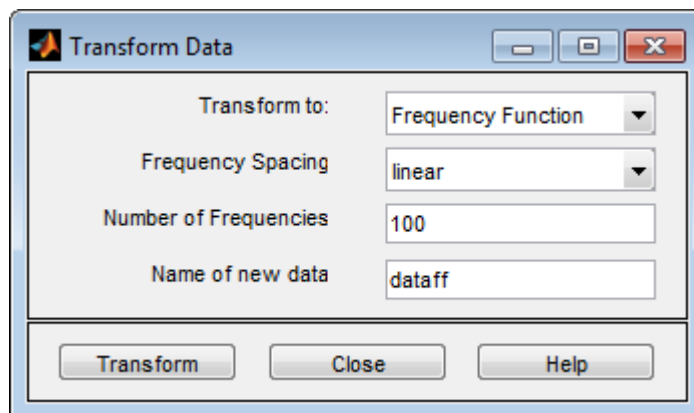 Transform Data
Transform to: Frequency Function
Frequency Spacing linear
Number of Frequencies 100
Name of new data dataff
Transform Close Help